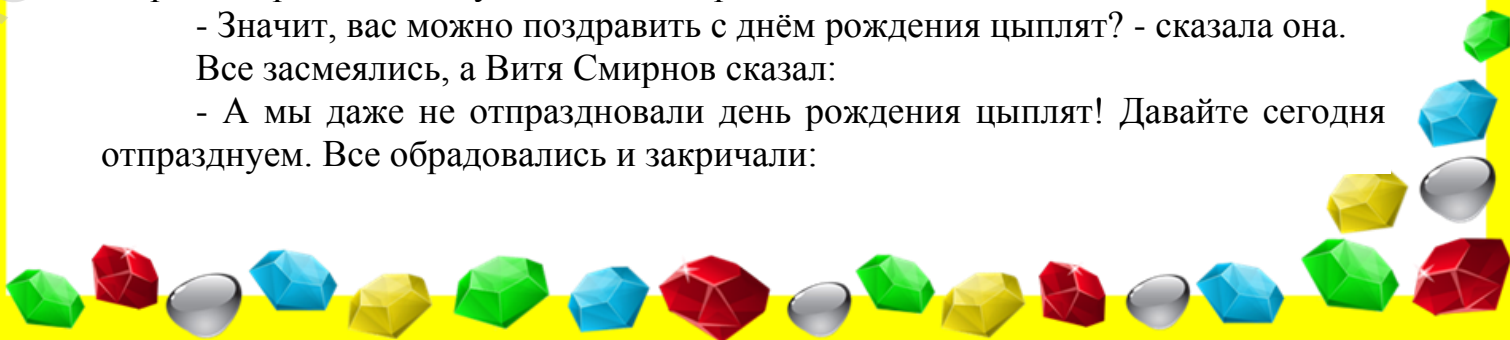 - Значит, вас можно поздравить с днём рождения цыплят? - сказала она.
Все засмеялись, а Витя Смирнов сказал:
- А мы даже не отпраздновали день рождения цыплят! Давайте сегодня
отпразднуем. Все обрадовались и закричали: